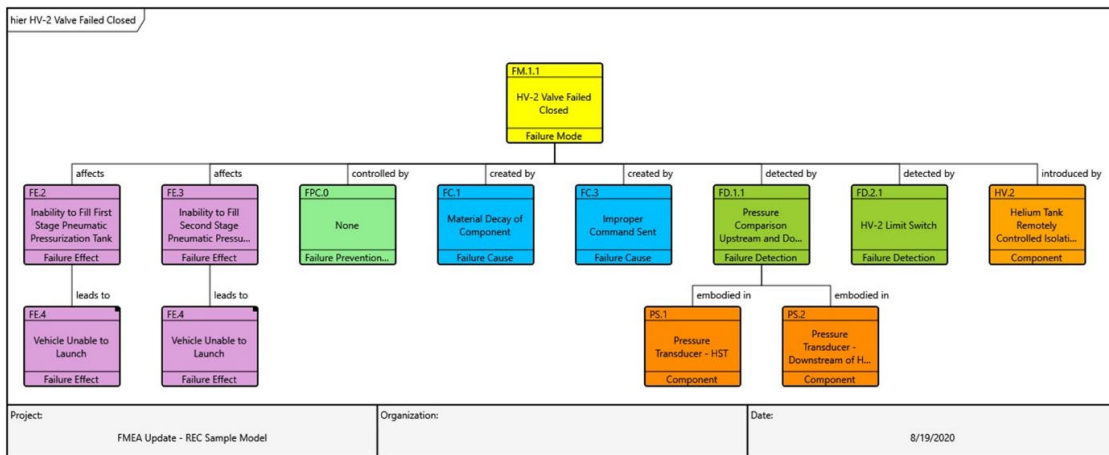 hier HV-2 Valve Failed Closed
FM.1.1
HV-2 Valve Failed
Closed
Failure Mode
affects
affects
controlled by
created by
created by
detected by
detected by
introduced by
FE.2
Inability to Fill First
Stage Pneumatic
Pressurization Tank
Failure Effect
FE.3
Inability to Fill
Second Stage
Pneumatic Pressu...
Failure Effect
FPC.0
None
Failure Prevention...
FC.1
Material Decay of
Component
Failure Cause
FC.3
Improper
Command Sent
Failure Cause
FD.1.1
Pressure
Comparison
Upstream and Do...
Failure Detection
FD.2.1
HV-2 Limit Switch
Failure Detection
HV.2
Helium Tank
Remotely
Controlled Isolati...
Component
leads to
leads to
embodied in
embodied in
FE.4
Vehicle Unable to
Launch
Failure Effect
FE.4
Vehicle Unable to
Launch
Failure Effect
PS.1
Pressure
Transducer - HST
Component
PS.2
Pressure
Transducer -
Downstream of H...
Component
Project:
FMEA Update - REC Sample Model
Organization:
Date:
8/19/2020